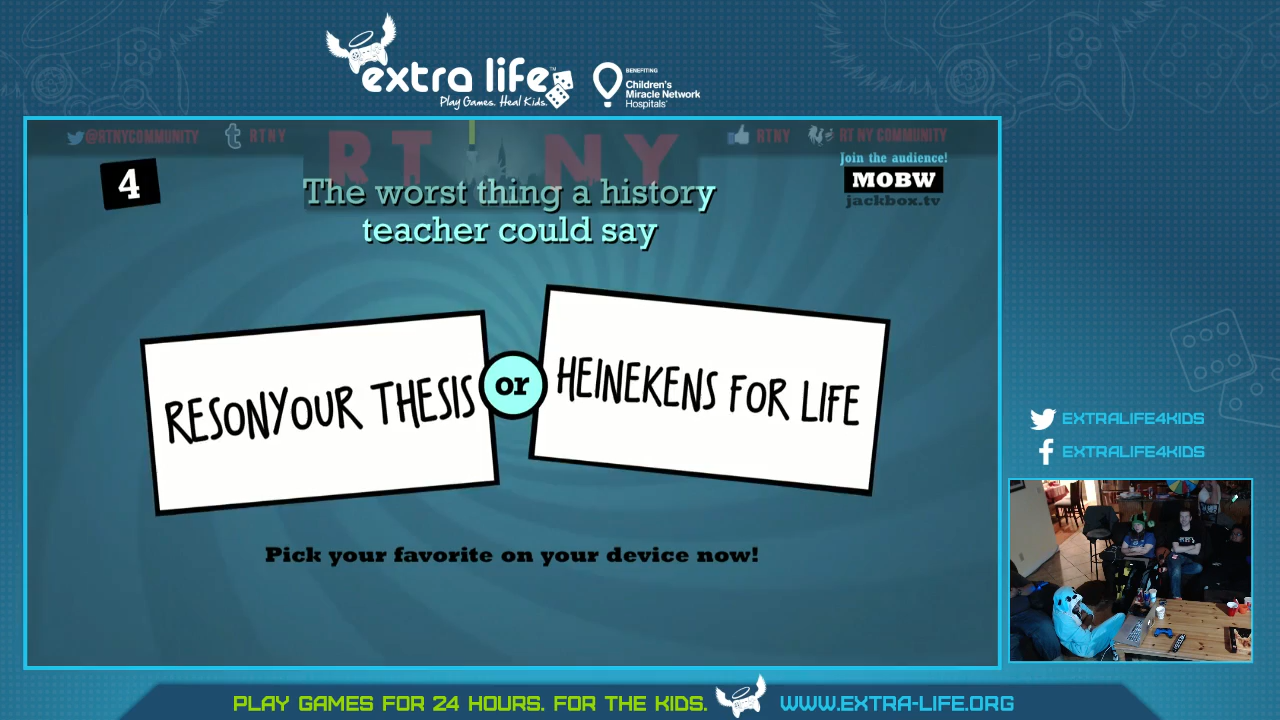 extra life™
Play Games. Heal Kids.
BENEFITING
Children's
Miracle Network
Hospitals
@RTNYCOMMUNITY
RTNY
RT NY
RTNY
RT NY COMMUNITY
4
Join the audience!
MOBW
jackbox.tv
The worst thing a history
teacher could say
RESONYOUR THESIS
or
HEINEKENS FOR LIFE
Pick your favorite on your device now!
EXTRALIFE4KIDS
EXTRALIFE4KIDS
PLAY GAMES FOR 24 HOURS. FOR THE KIDS.
WWW.EXTRA-LIFE.ORG